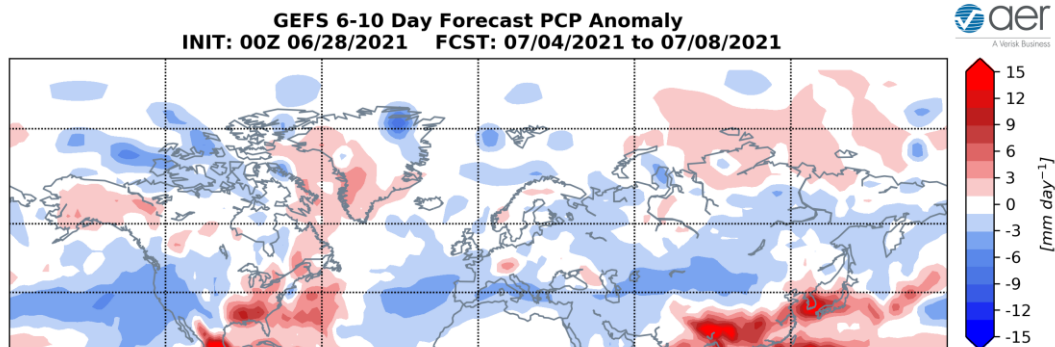 GEFS 6-10 Day Forecast PCP Anomaly
INIT: 00Z 06/28/2021 FCST: 07/04/2021 to 07/08/2021
aer
A Verisk Business
15
12
9
6
3
0
-3
-6
-9
-12
-15
[mm day⁻¹]